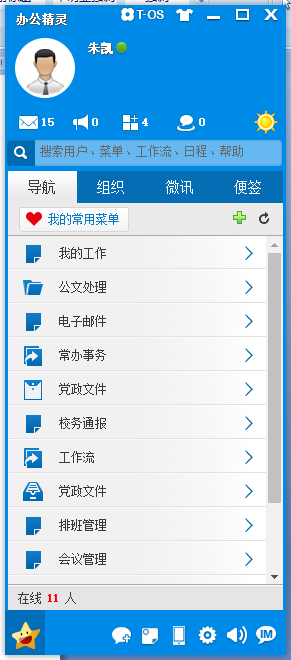 办公精灵
T-OS
朱凯
15 0 4 0
搜索用户、菜单、工作流、日程、帮助
导航 组织 微讯 便签
我的常用菜单
我的工作
公文处理
电子邮件
常办事务
党政文件
校务通报
工作流
党政文件
排班管理
会议管理
在线 11 人
IM